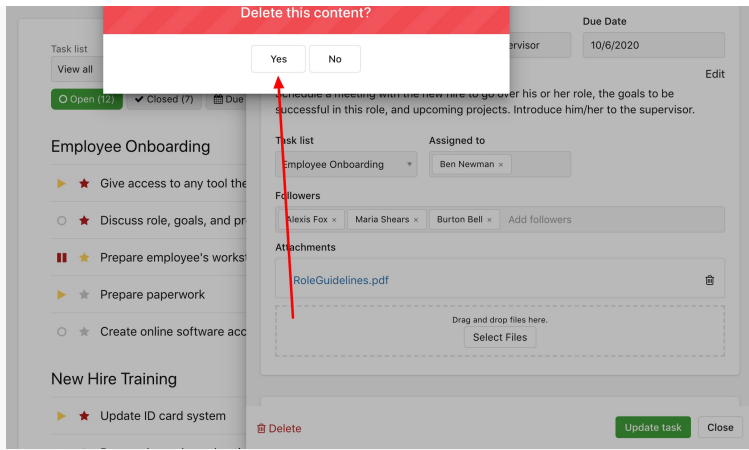 Delete this content?
Yes
No
Task list
View all
Open (12)
Closed (7)
Due
Employee Onboarding
Give access to any tool the
Discuss role, goals, and pr
Prepare employee's works
Prepare paperwork
Create online software acc
New Hire Training
Update ID card system
Due Date
ervisor
10/6/2020
Edit
Schedule a meeting with the new hire to go over his or her role, the goals to be
successful in this role, and upcoming projects. Introduce him/her to the supervisor.
Task list
Assigned to
Employee Onboarding
Ben Newman ×
Followers
Alexis Fox ×
Maria Shears ×
Burton Bell ×
Add followers
Attachments
RoleGuidelines.pdf
Drag and drop files here.
Select Files
Delete
Update task
Close